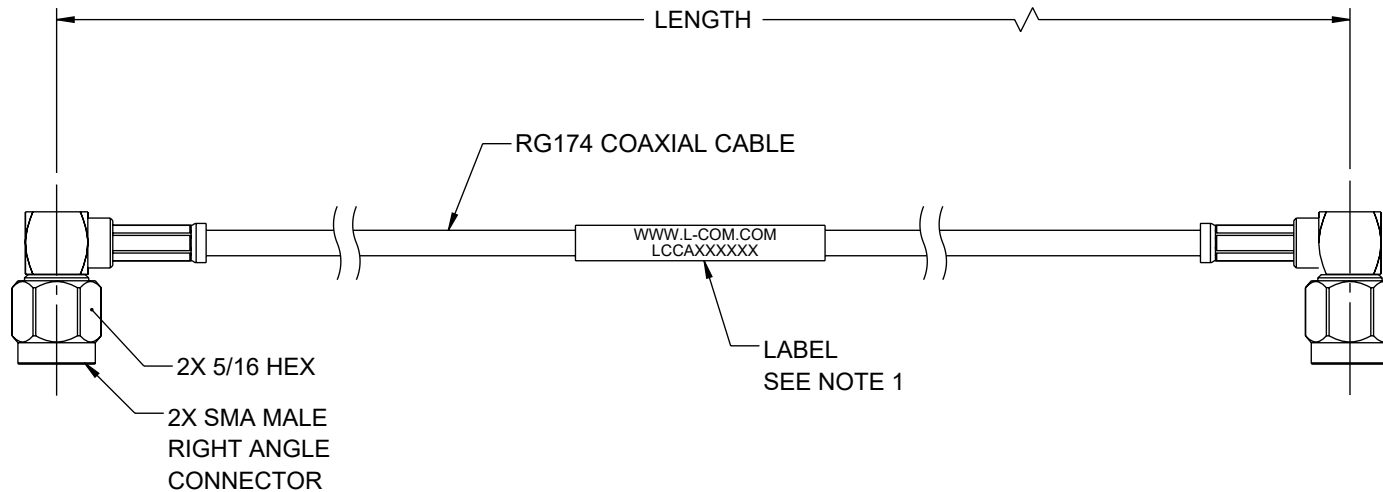 LENGTH
RG174 COAXIAL CABLE
WWW.L-COM.COM
LCCAXXXXXX
2X 5/16 HEX
LABEL
SEE NOTE 1
2X SMA MALE
RIGHT ANGLE
CONNECTOR